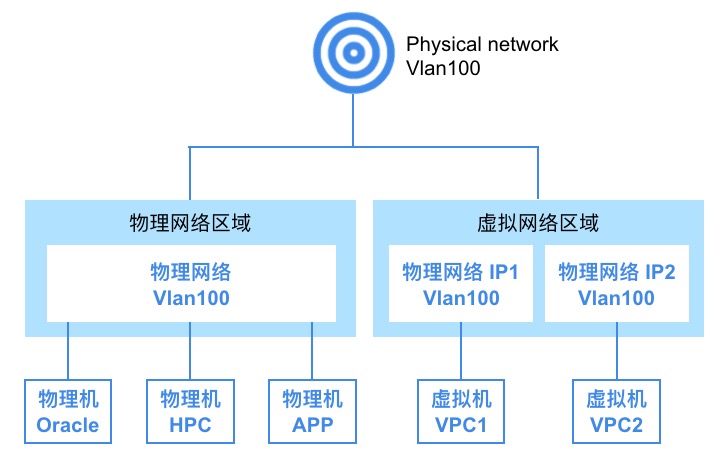 Physical network
Vlan100
物理网络区域
虚拟网络区域
物理网络
Vlan100
物理网络 IP1
Vlan100
物理网络 IP2
Vlan100
物理机
Oracle
物理机
HPC
物理机
APP
虚拟机
VPC1
虚拟机
VPC2